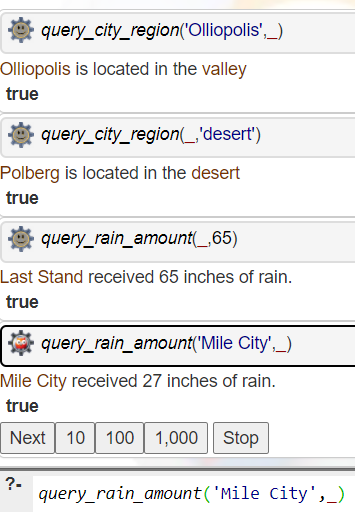 query_city_region('Olliopolis',_)
Olliopolis is located in the valley
true
query_city_region(_,'desert')
Polberg is located in the desert
true
query_rain_amount(_,65)
Last Stand received 65 inches of rain.
true
query_rain_amount('Mile City',_)
Mile City received 27 inches of rain.
true
Next 10 100 1,000 Stop
?- query_rain_amount('Mile City',_)